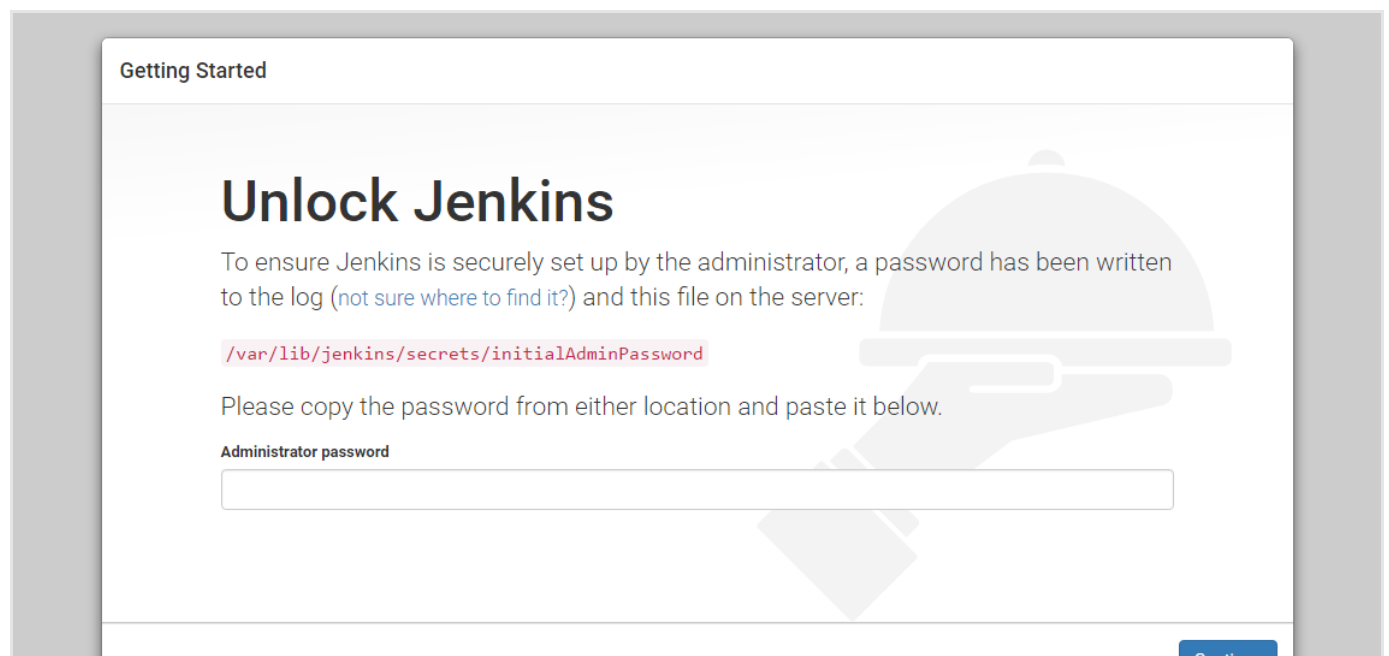 Getting Started
Unlock Jenkins
To ensure Jenkins is securely set up by the administrator, a password has been written
to the log (not sure where to find it?) and this file on the server:
/var/lib/jenkins/secrets/initialAdminPassword
Please copy the password from either location and paste it below.
Administrator password